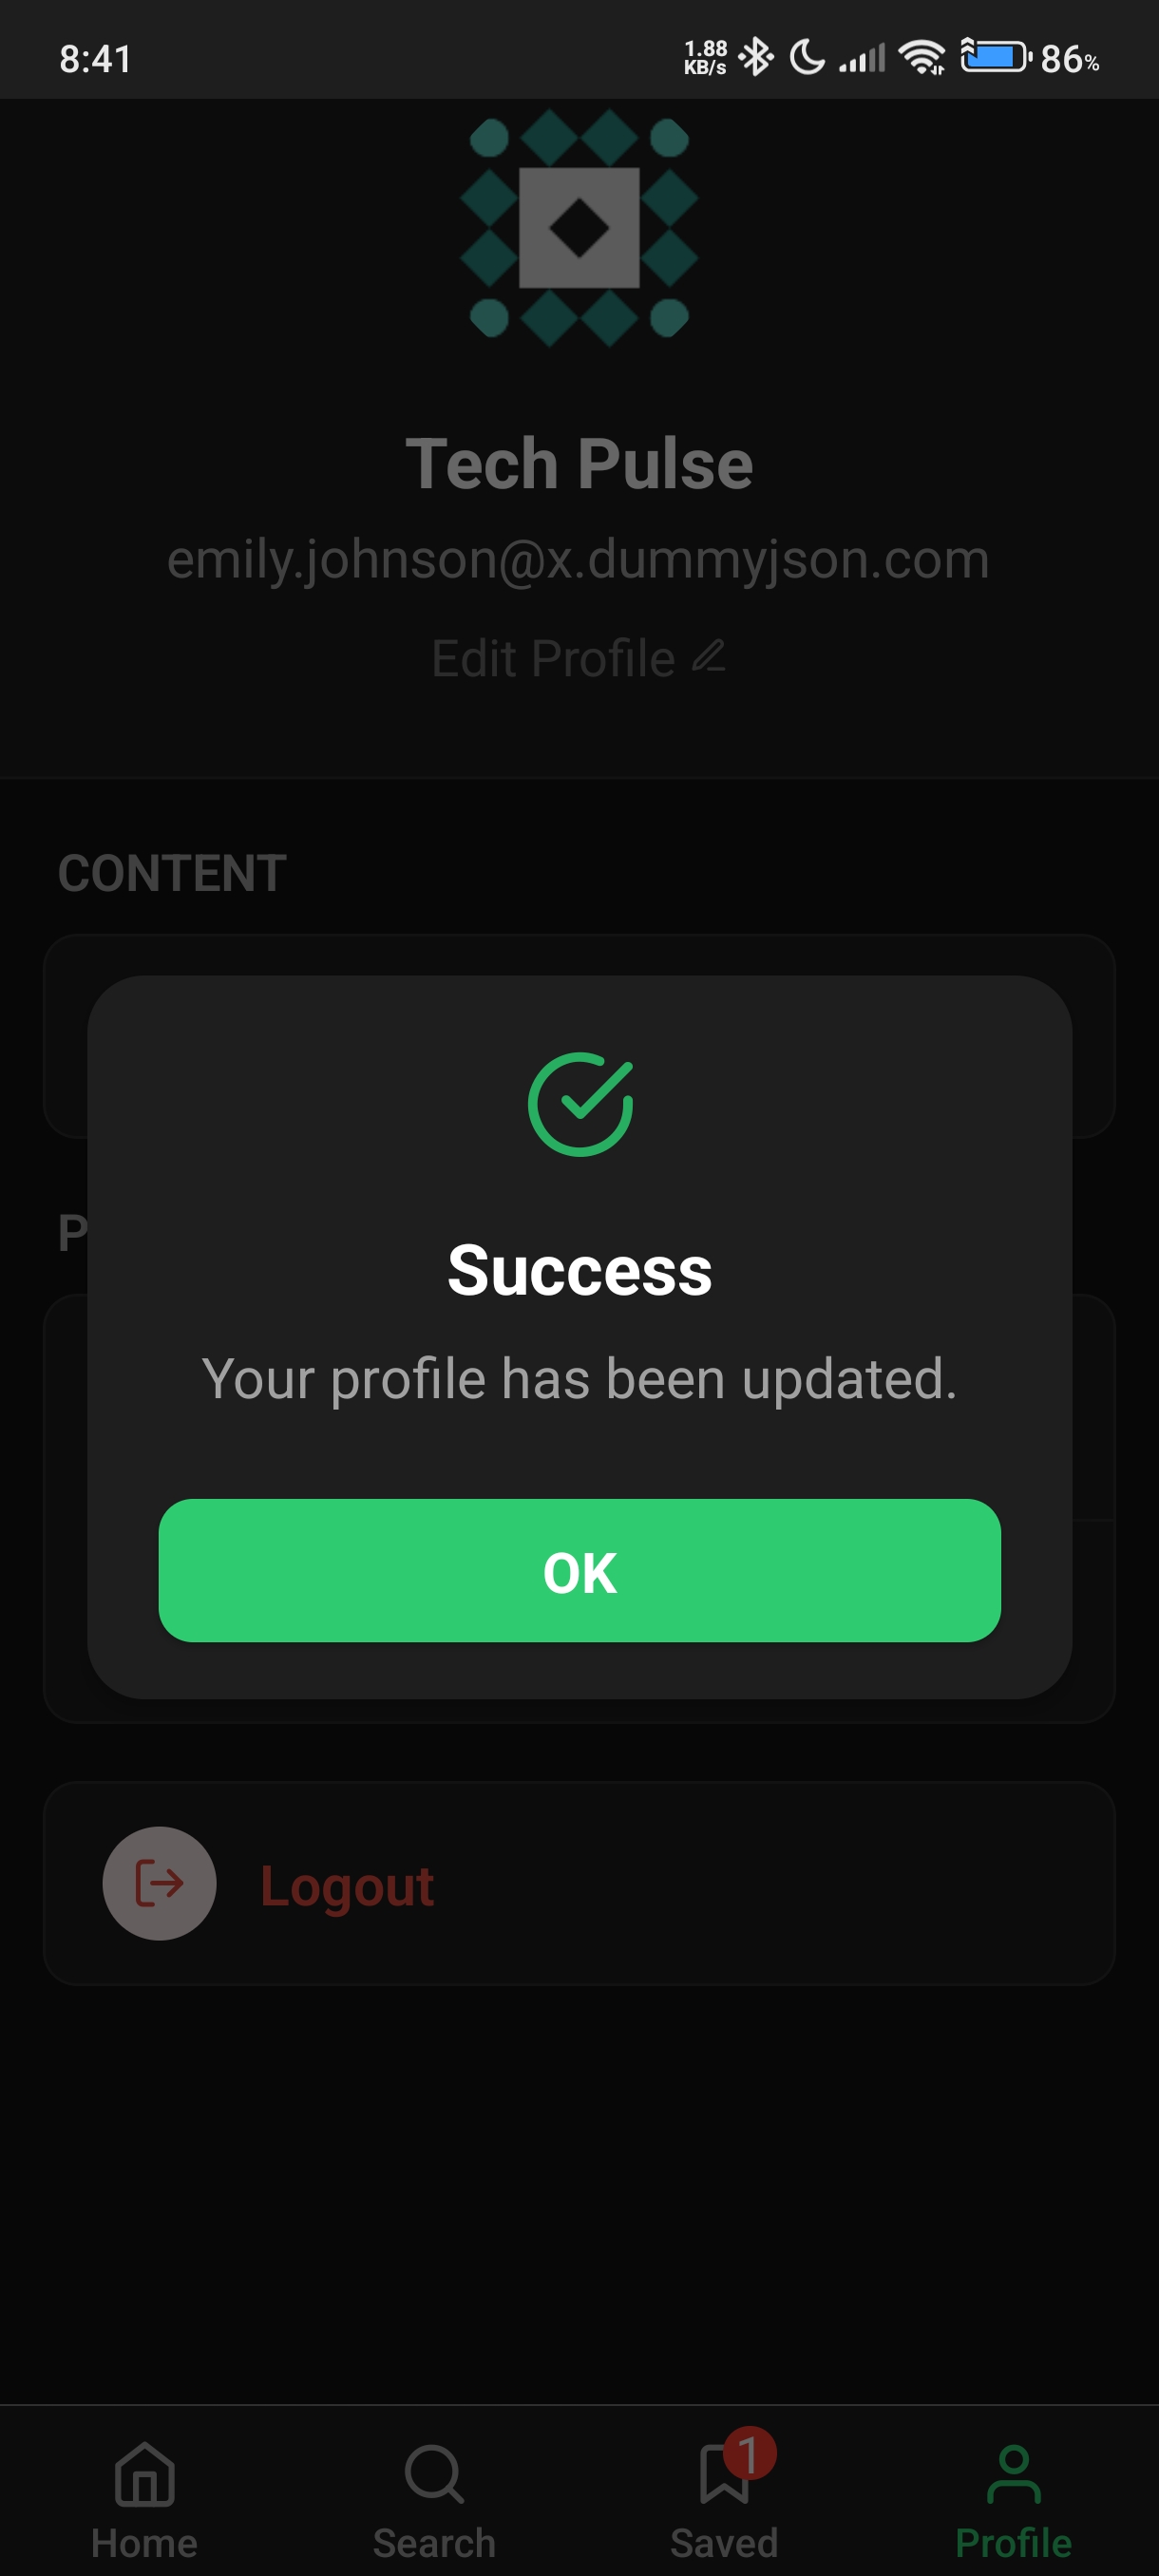 8:41
1.88
KB/s
86%
Tech Pulse
emily.johnson@x.dummyjson.com
Edit Profile
CONTENT
P
Success
Your profile has been updated.
OK
Logout
1
Home
Search
Saved
Profile